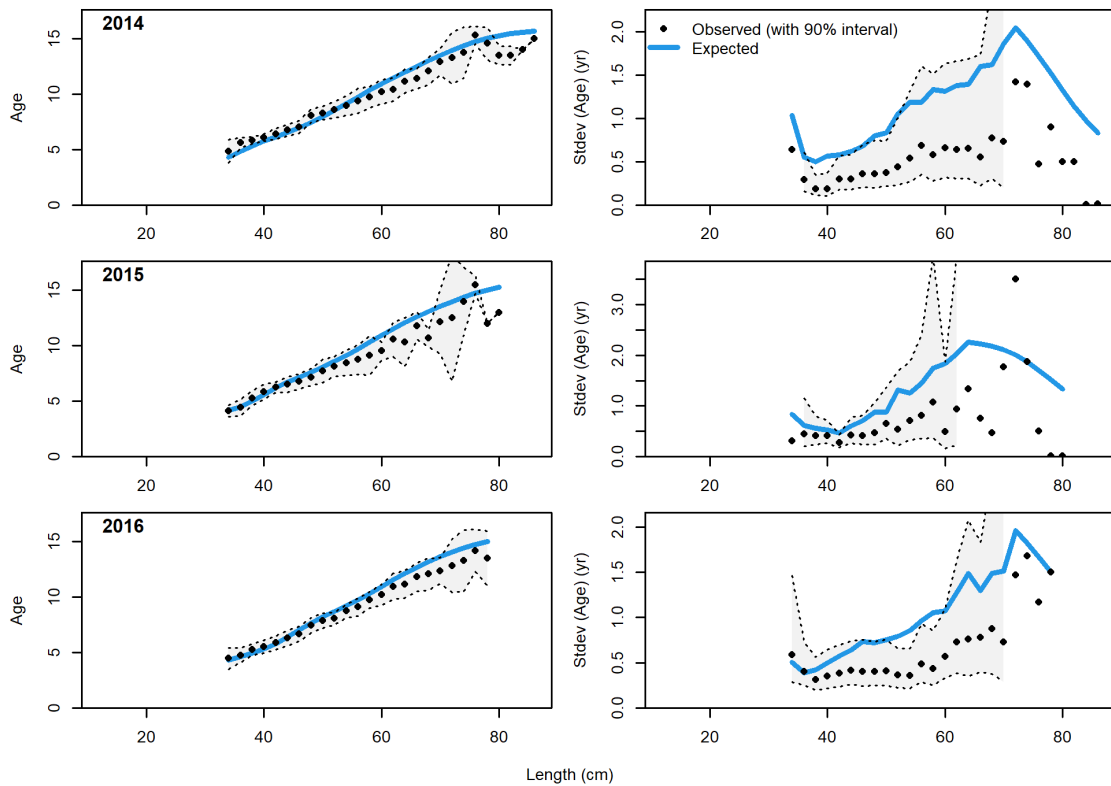 2014
Age
0 5 10 15
20 40 60 80
Stdev (Age) (yr)
0.0 0.5 1.0 1.5 2.0
Observed (with 90% interval)
Expected
20 40 60 80
2015
Age
0 5 10 15
20 40 60 80
Stdev (Age) (yr)
0.0 1.0 2.0 3.0
20 40 60 80
2016
Age
0 5 10 15
20 40 60 80
Stdev (Age) (yr)
0.0 0.5 1.0 1.5 2.0
20 40 60 80
Length (cm)